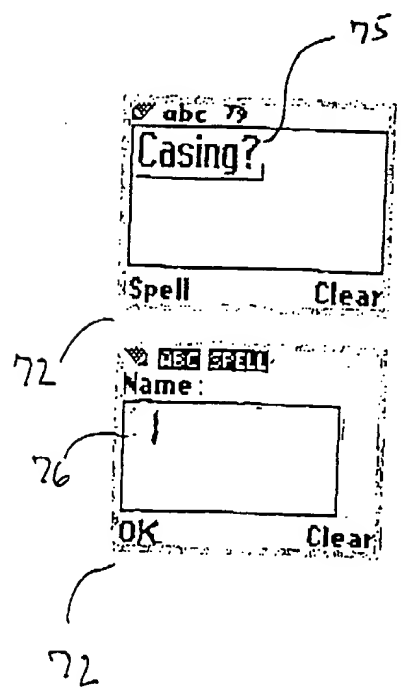 75
abc
Casing?
Spell Clear
72
ABC SPELL
Name:
76
OK Clear
72